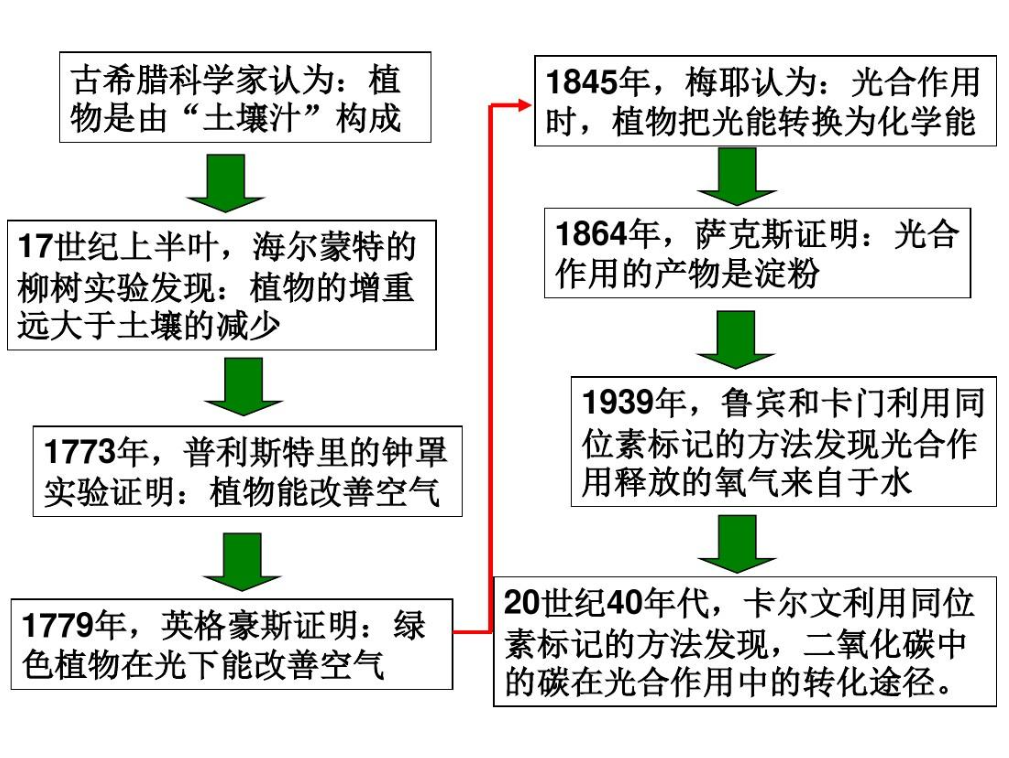 古希腊科学家认为：植
物是由“土壤汁”构成
17世纪上半叶，海尔蒙特的
柳树实验发现：植物的增重
远大于土壤的减少
1773年，普利斯特里的钟罩
实验证明：植物能改善空气
1779年，英格豪斯证明：绿
色植物在光下能改善空气
1845年，梅耶认为：光合作用
时，植物把光能转换为化学能
1864年，萨克斯证明：光合
作用的产物是淀粉
1939年，鲁宾和卡门利用同
位素标记的方法发现光合作
用释放的氧气来自于水
20世纪40年代，卡尔文利用同位
素标记的方法发现，二氧化碳中
的碳在光合作用中的转化途径。